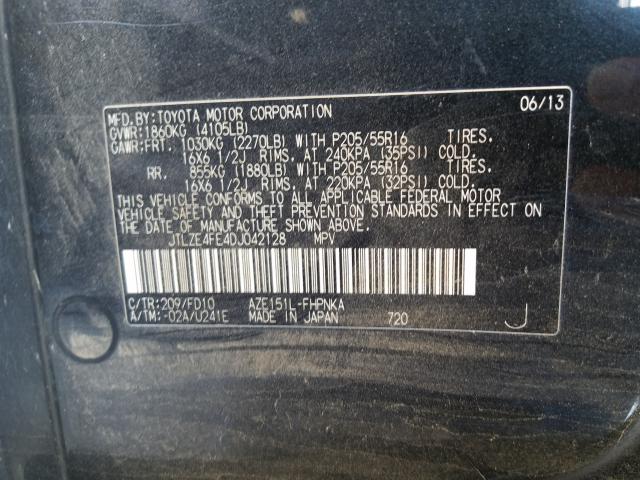 MFD.BY:TOYOTA MOTOR CORPORATION 06/13
GVWR:1860KG (4105LB)
GAWR:FRT. 1030KG (2270LB) WITH P205/55R16 TIRES.
16X6 1/2J RIMS. AT 240KPA (35PSI) COLD.
RR. 855KG (1880LB) WITH P205/55R16 TIRES.
16X6 1/2J RIMS. AT 220KPA (32PSI) COLD.
THIS VEHICLE CONFORMS TO ALL APPLICABLE FEDERAL MOTOR
VEHICLE SAFETY AND THEFT PREVENTION STANDARDS IN EFFECT ON
THE DATE OF MANUFACTURE SHOWN ABOVE.
JTLZE4FE4DJ042128 MPV
C/TR:209/FD10 AZE151L-FHPNKA
A/TM:-02A/U241E MADE IN JAPAN 720 J